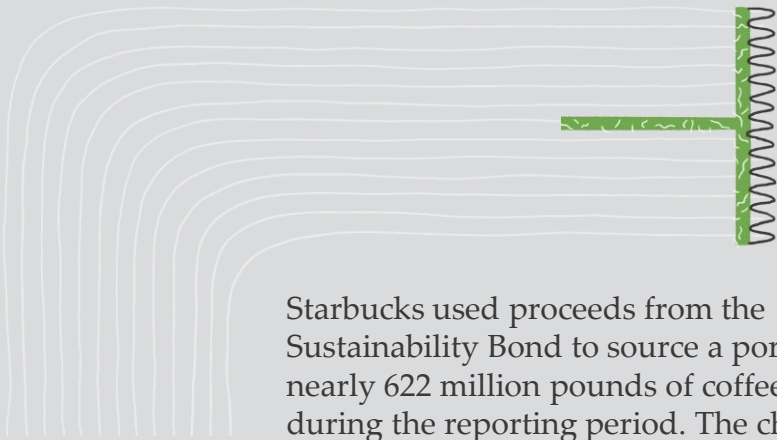 Starbucks used proceeds from the
Sustainability Bond to source a
nearly 622 million pounds of coffee
during the reporting period. The